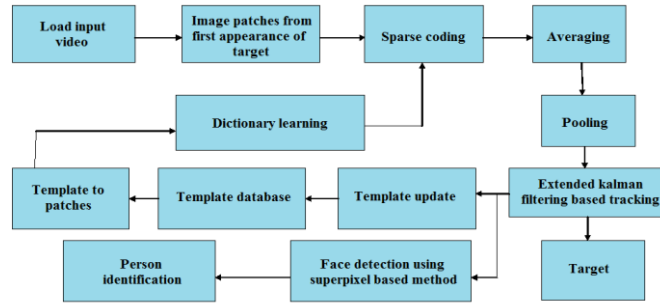 Load input
video
Image patches from
first appearance of
target
Sparse coding
Averaging
Dictionary learning
Pooling
Template to
patches
Template database
Template update
Extended kalman
filtering based tracking
Person
identification
Face detection using
superpixel based method
Target